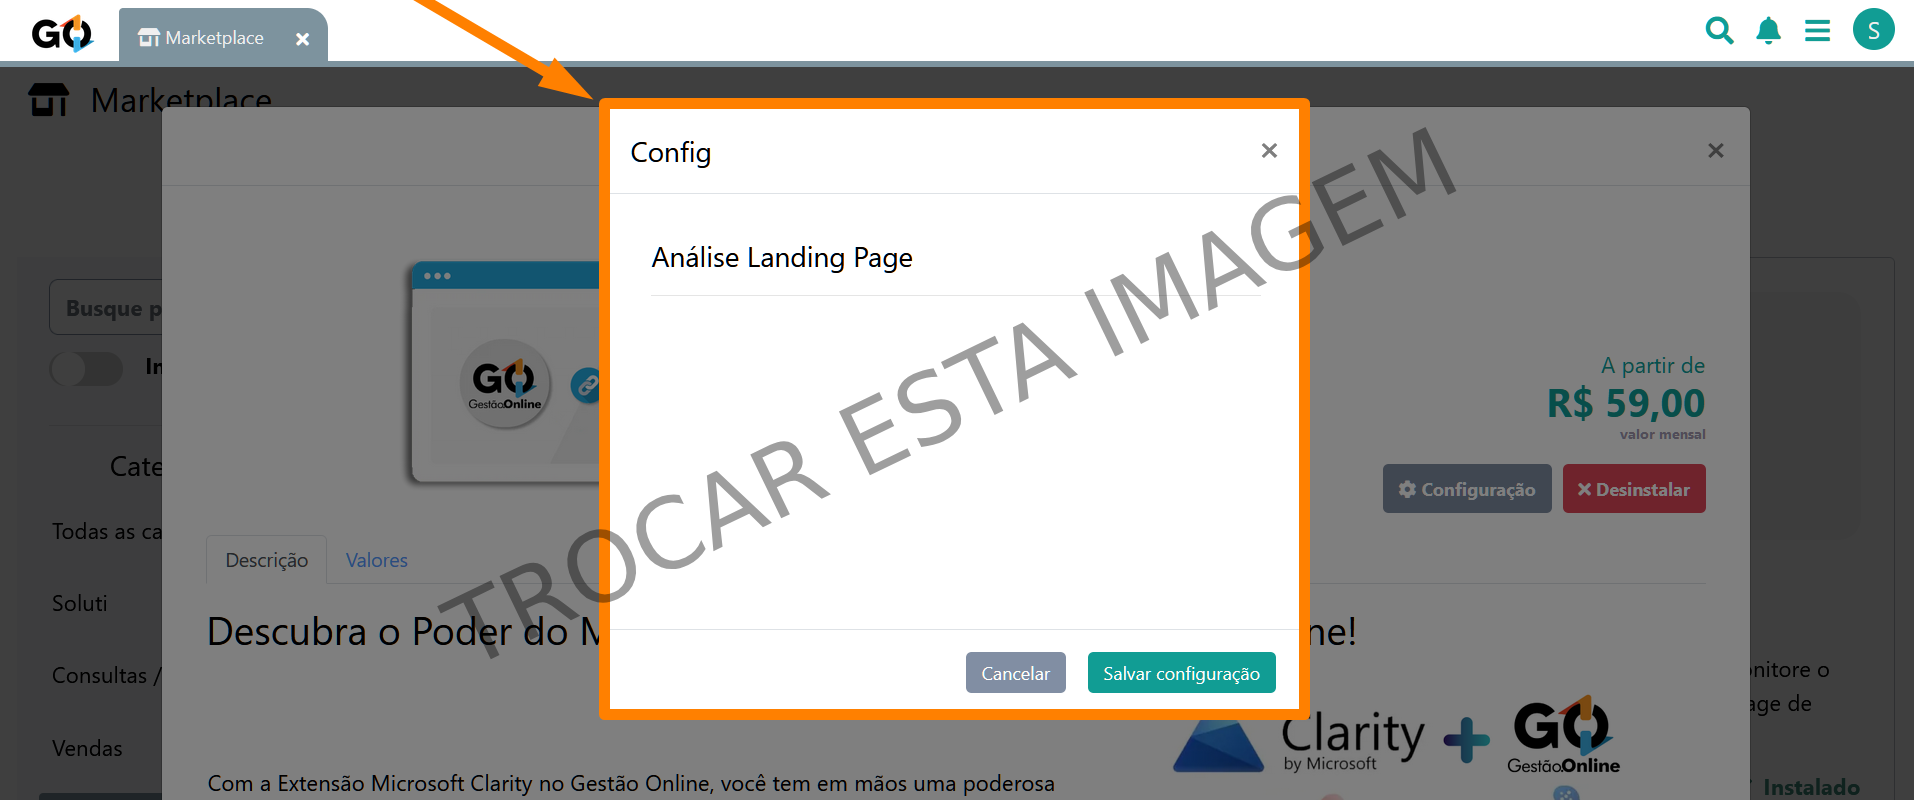 GO
Marketplace
S
Marketplace
Config
Análise Landing Page
Busque p
In
GO
GestãoOnline
A partir de
R$ 59,00
valor mensal
Configuração
Desinstalar
Cate
Todas as ca
Descrição
Valores
Soluti
Descubra o Poder do M
ne!
Consultas /
Cancelar
Salvar configuração
nitore o
age de
Vendas
Clarity
by Microsoft
GO
GestãoOnline
Com a Extensão Microsoft Clarity no Gestão Online, você tem em mãos uma poderosa
Instalado
TROCAR ESTA IMAGEM